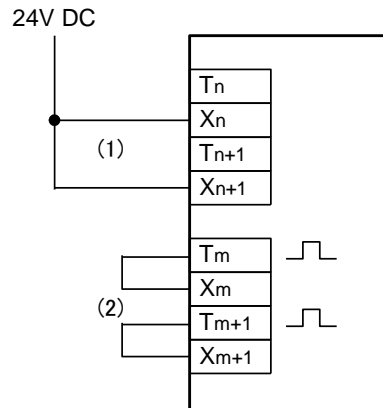 24V DC
Tn
Xn
(1)
Tn+1
Xn+1
Tm
Xm
(2)
Tm+1
Xm+1